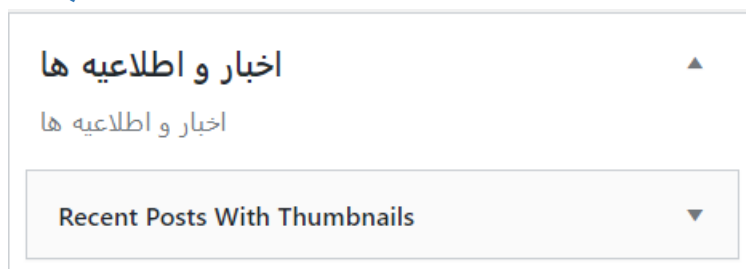 اخبار و اطلاعیه ها
اخبار و اطلاعیه ها
Recent Posts With Thumbnails